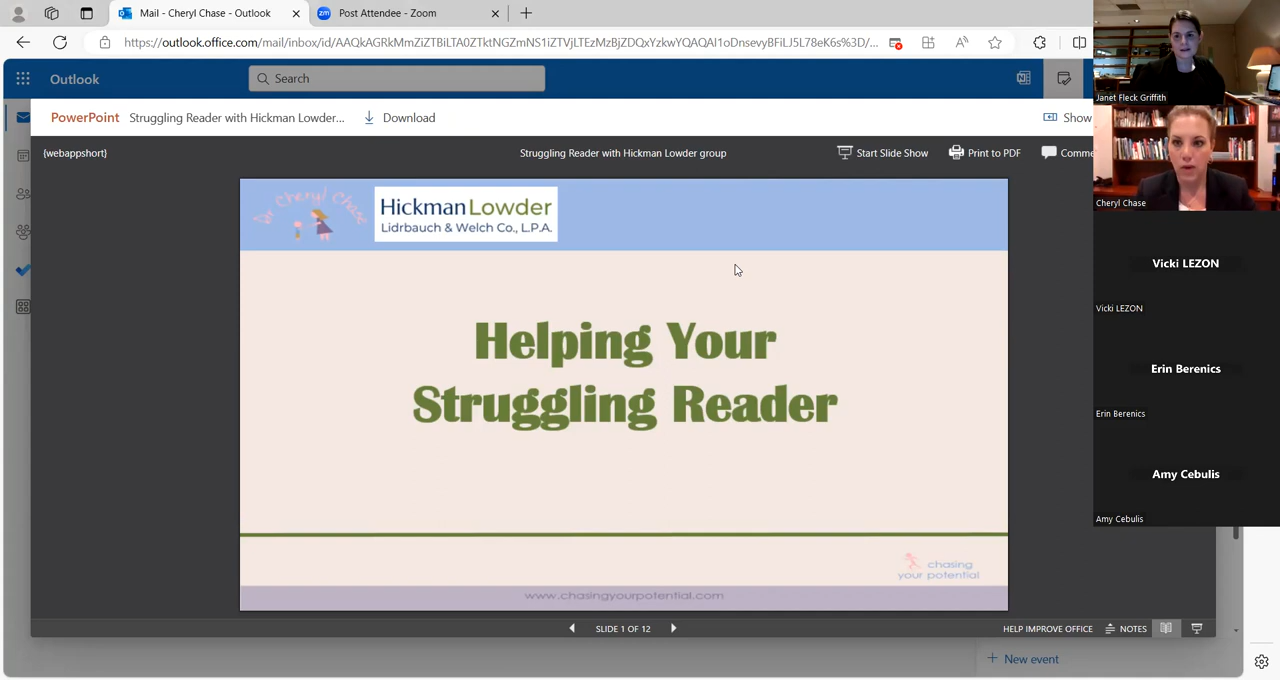 Mail - Cheryl Chase - Outlook
zm Post Attendee - Zoom
https://outlook.office.com/mail/inbox/id/AAQkAGRkMmZiZTBiLTA0ZTktNGZmNS1iZTVjLTEzMzBjZDQxYzkwYQAQAI1oDnsevyBFiLJ5L78eK6s%3D/...
Outlook
Search
PowerPoint Struggling Reader with Hickman Lowder... Download
Show
{webappshort}
Struggling Reader with Hickman Lowder group
Start Slide Show
Print to PDF
Comme
Dr Cheryl Chase
Hickman Lowder
Lidrbauch & Welch Co., L.P.A.
Helping Your
Struggling Reader
chasing
your potential
www.chasingyourpotential.com
SLIDE 1 OF 12
HELP IMPROVE OFFICE
NOTES
New event
Janet Fleck Griffith
Cheryl Chase
Vicki LEZON
Vicki LEZON
Erin Berenics
Erin Berenics
Amy Cebulis
Amy Cebulis